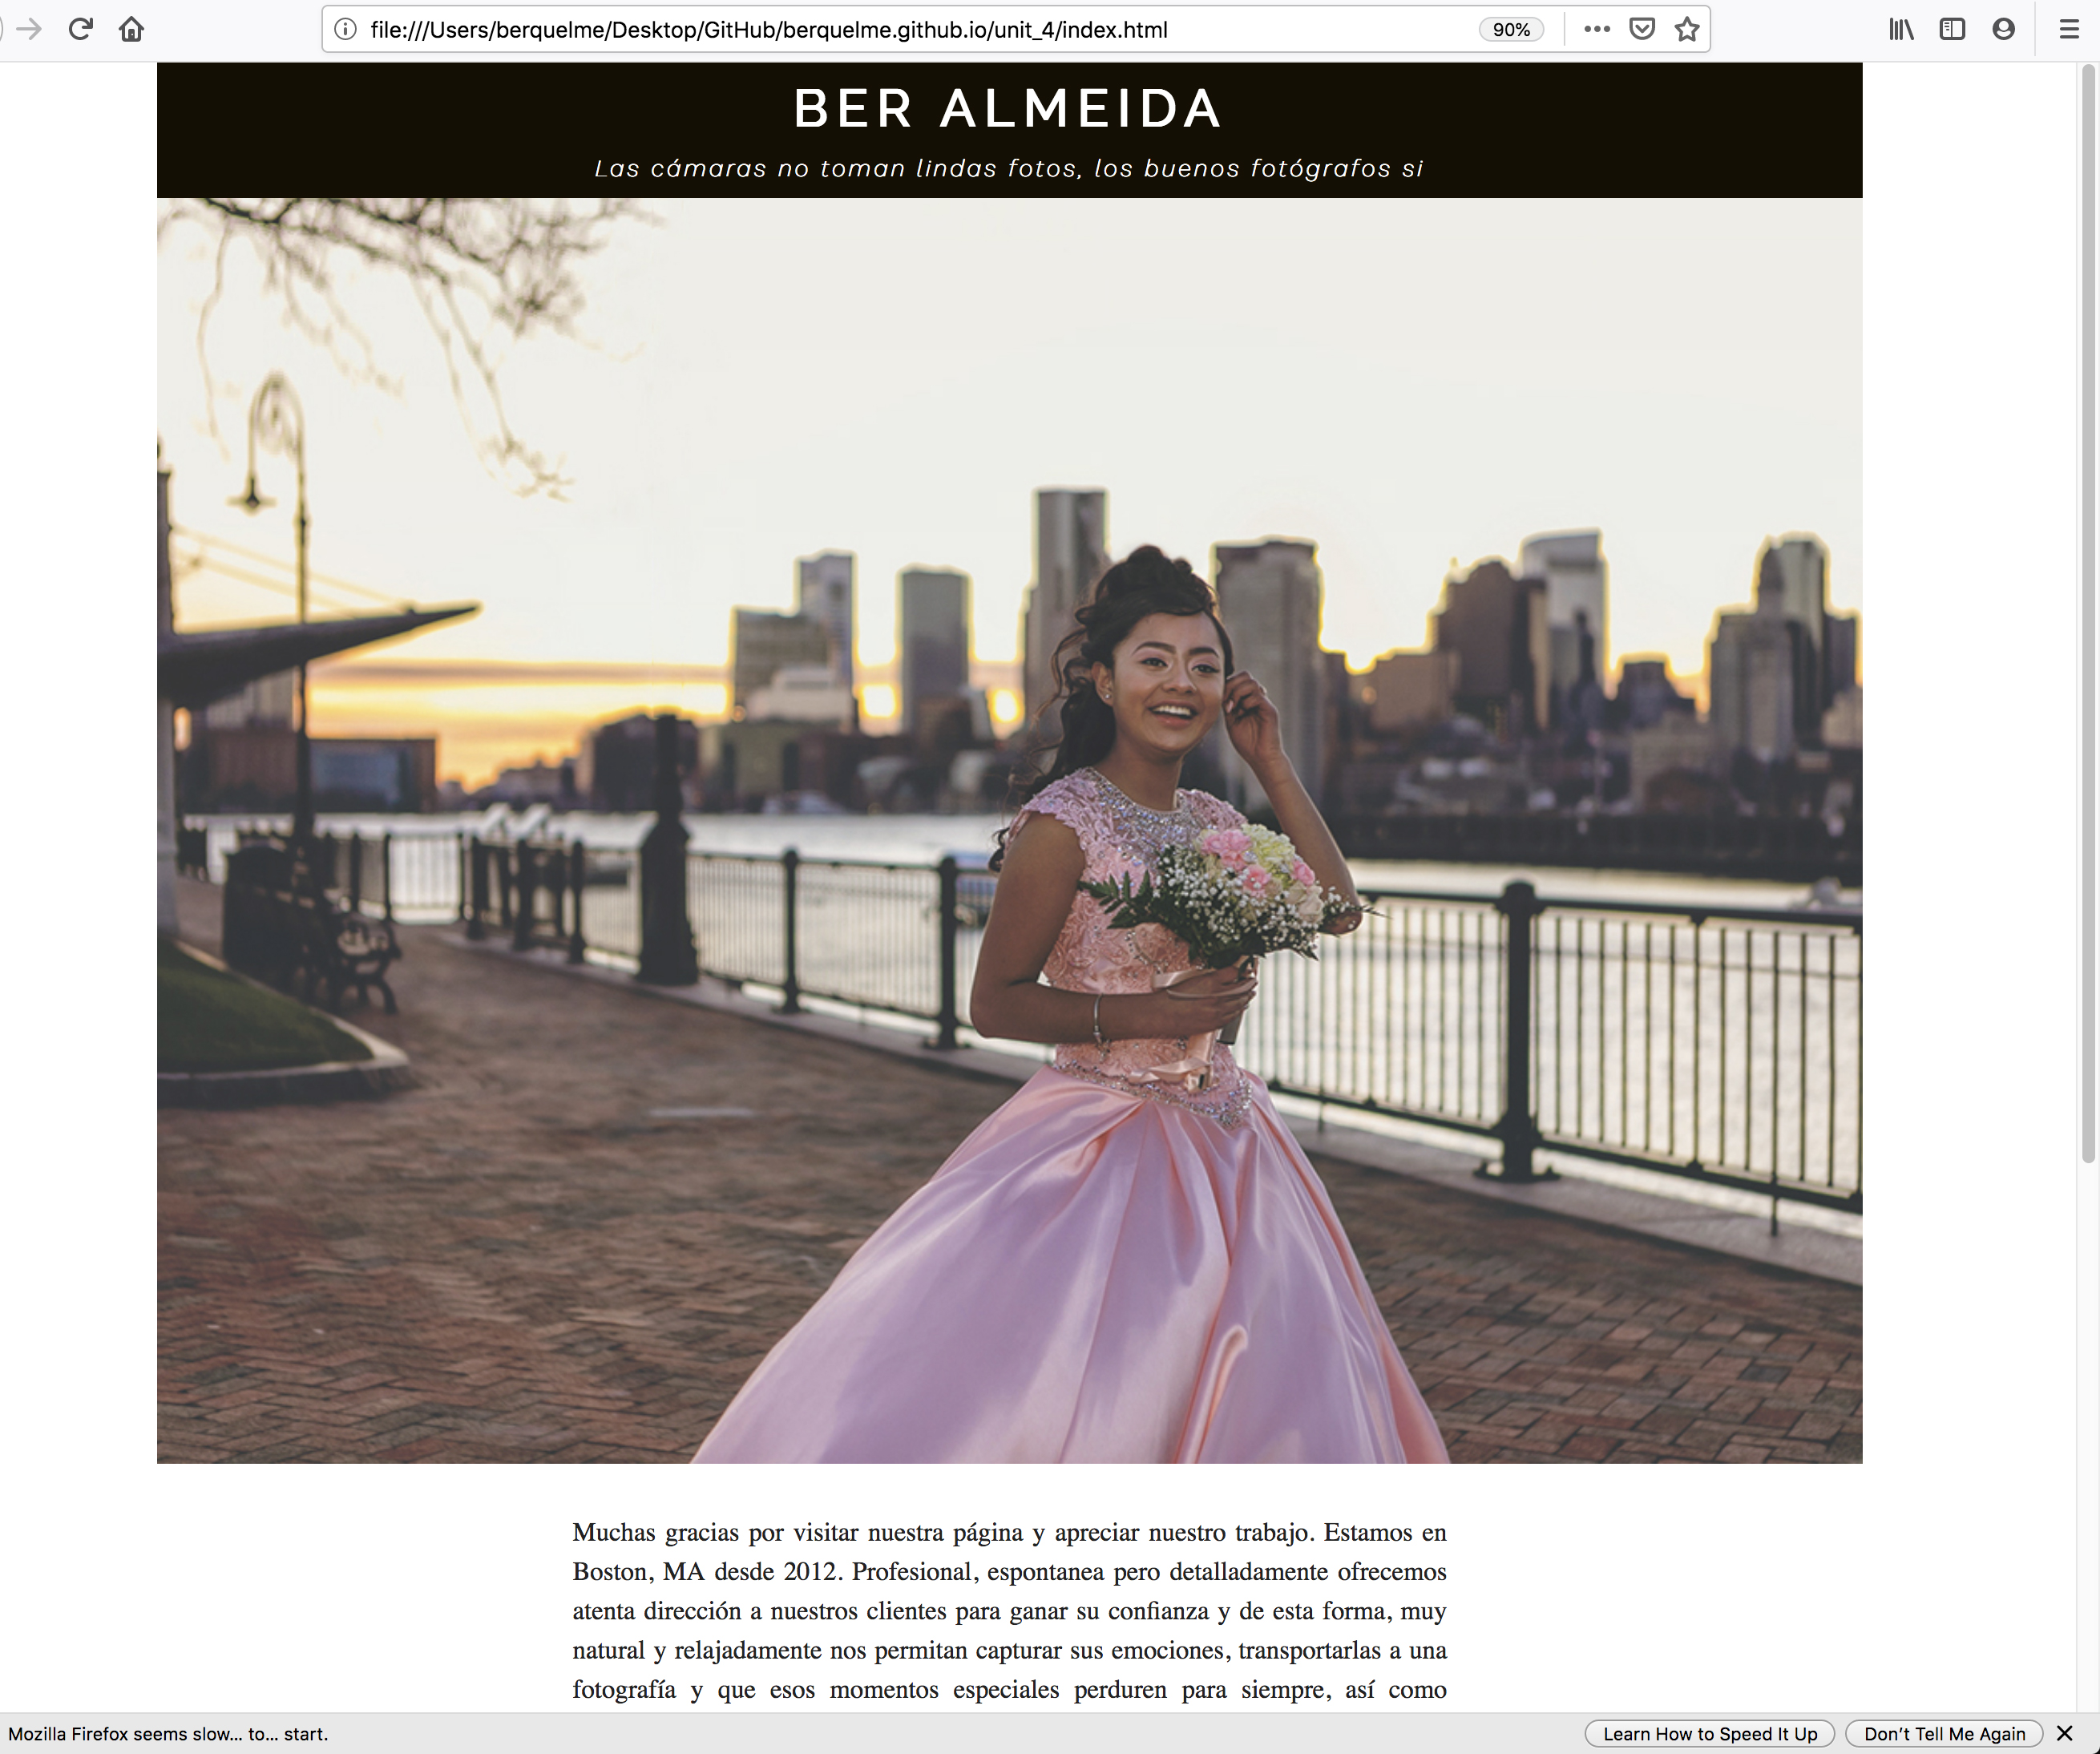 file:///Users/berquelme/Desktop/GitHub/berquelme.github.io/unit_4/index.html
90%
BER ALMEIDA
Las cámaras no toman lindas fotos, los buenos fotógrafos si
Muchas gracias por visitar nuestra página y apreciar nuestro trabajo. Estamos en
Boston, MA desde 2012. Profesional, espontanea pero detalladamente ofrecemos
atenta dirección a nuestros clientes para ganar su confianza y de esta forma, muy
natural y relajadamente nos permitan capturar sus emociones, transportarlas a una
fotografía y que esos momentos especiales perduren para siempre, así como
Mozilla Firefox seems slow... to... start.
Learn How to Speed It Up
Don't Tell Me Again